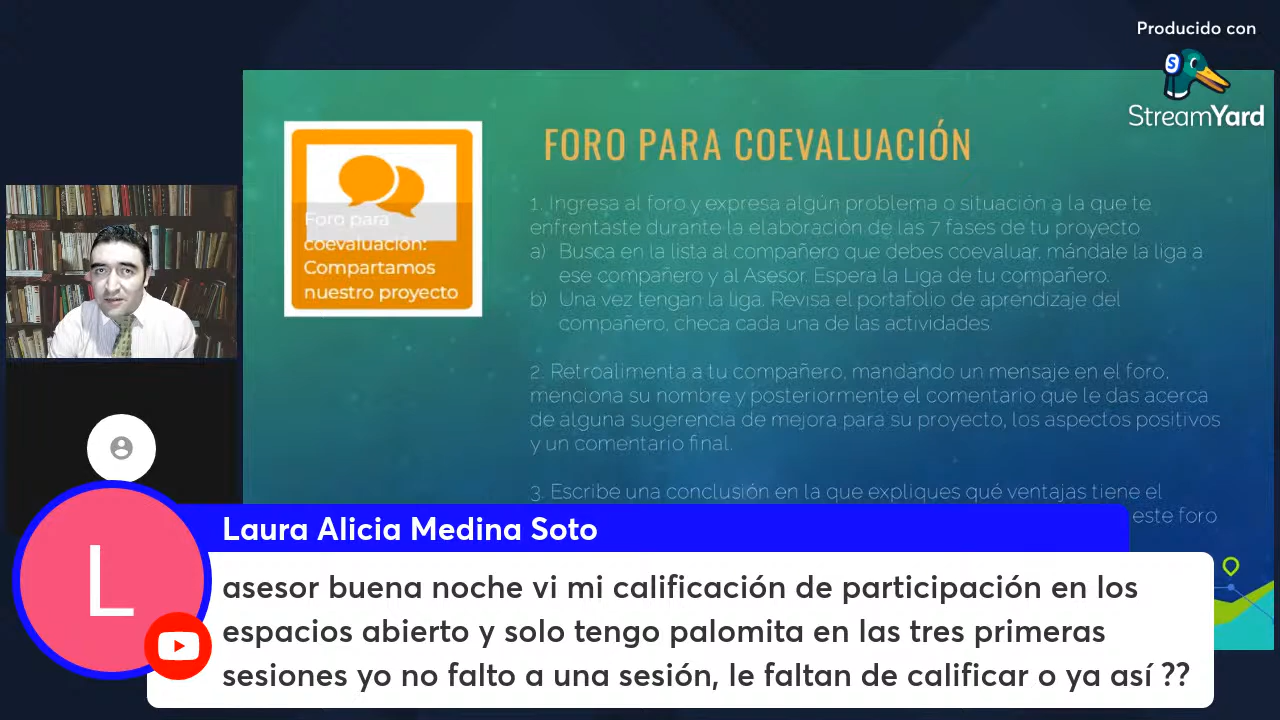 Producido con
StreamYard
FORO PARA COEVALUACIÓN
Foro para
coevaluación:
Compartamos
nuestro proyecto
1. Ingresa al foro y expresa algún problema o situación a la que te
enfrentaste durante la elaboración de las 7 fases de tu proyecto
a) Busca en la lista al compañero que debes coevaluar, mándale la liga a
ese compañero y al Asesor. Espera la Liga de tu compañero.
b) Una vez tengan la liga. Revisa el portafolio de aprendizaje del
compañero, checa cada una de las actividades.
2. Retroalimenta a tu compañero, mandando un mensaje en el foro,
menciona su nombre y posteriormente el comentario que le das acerca
de alguna sugerencia de mejora para su proyecto, los aspectos positivos
y un comentario final.
3. Escribe una conclusión en la que expliques qué ventajas tiene el
este foro
L
Laura Alicia Medina Soto
asesor buena noche vi mi calificación de participación en los
espacios abierto y solo tengo palomita en las tres primeras
sesiones yo no falto a una sesión, le faltan de calificar o ya así ??